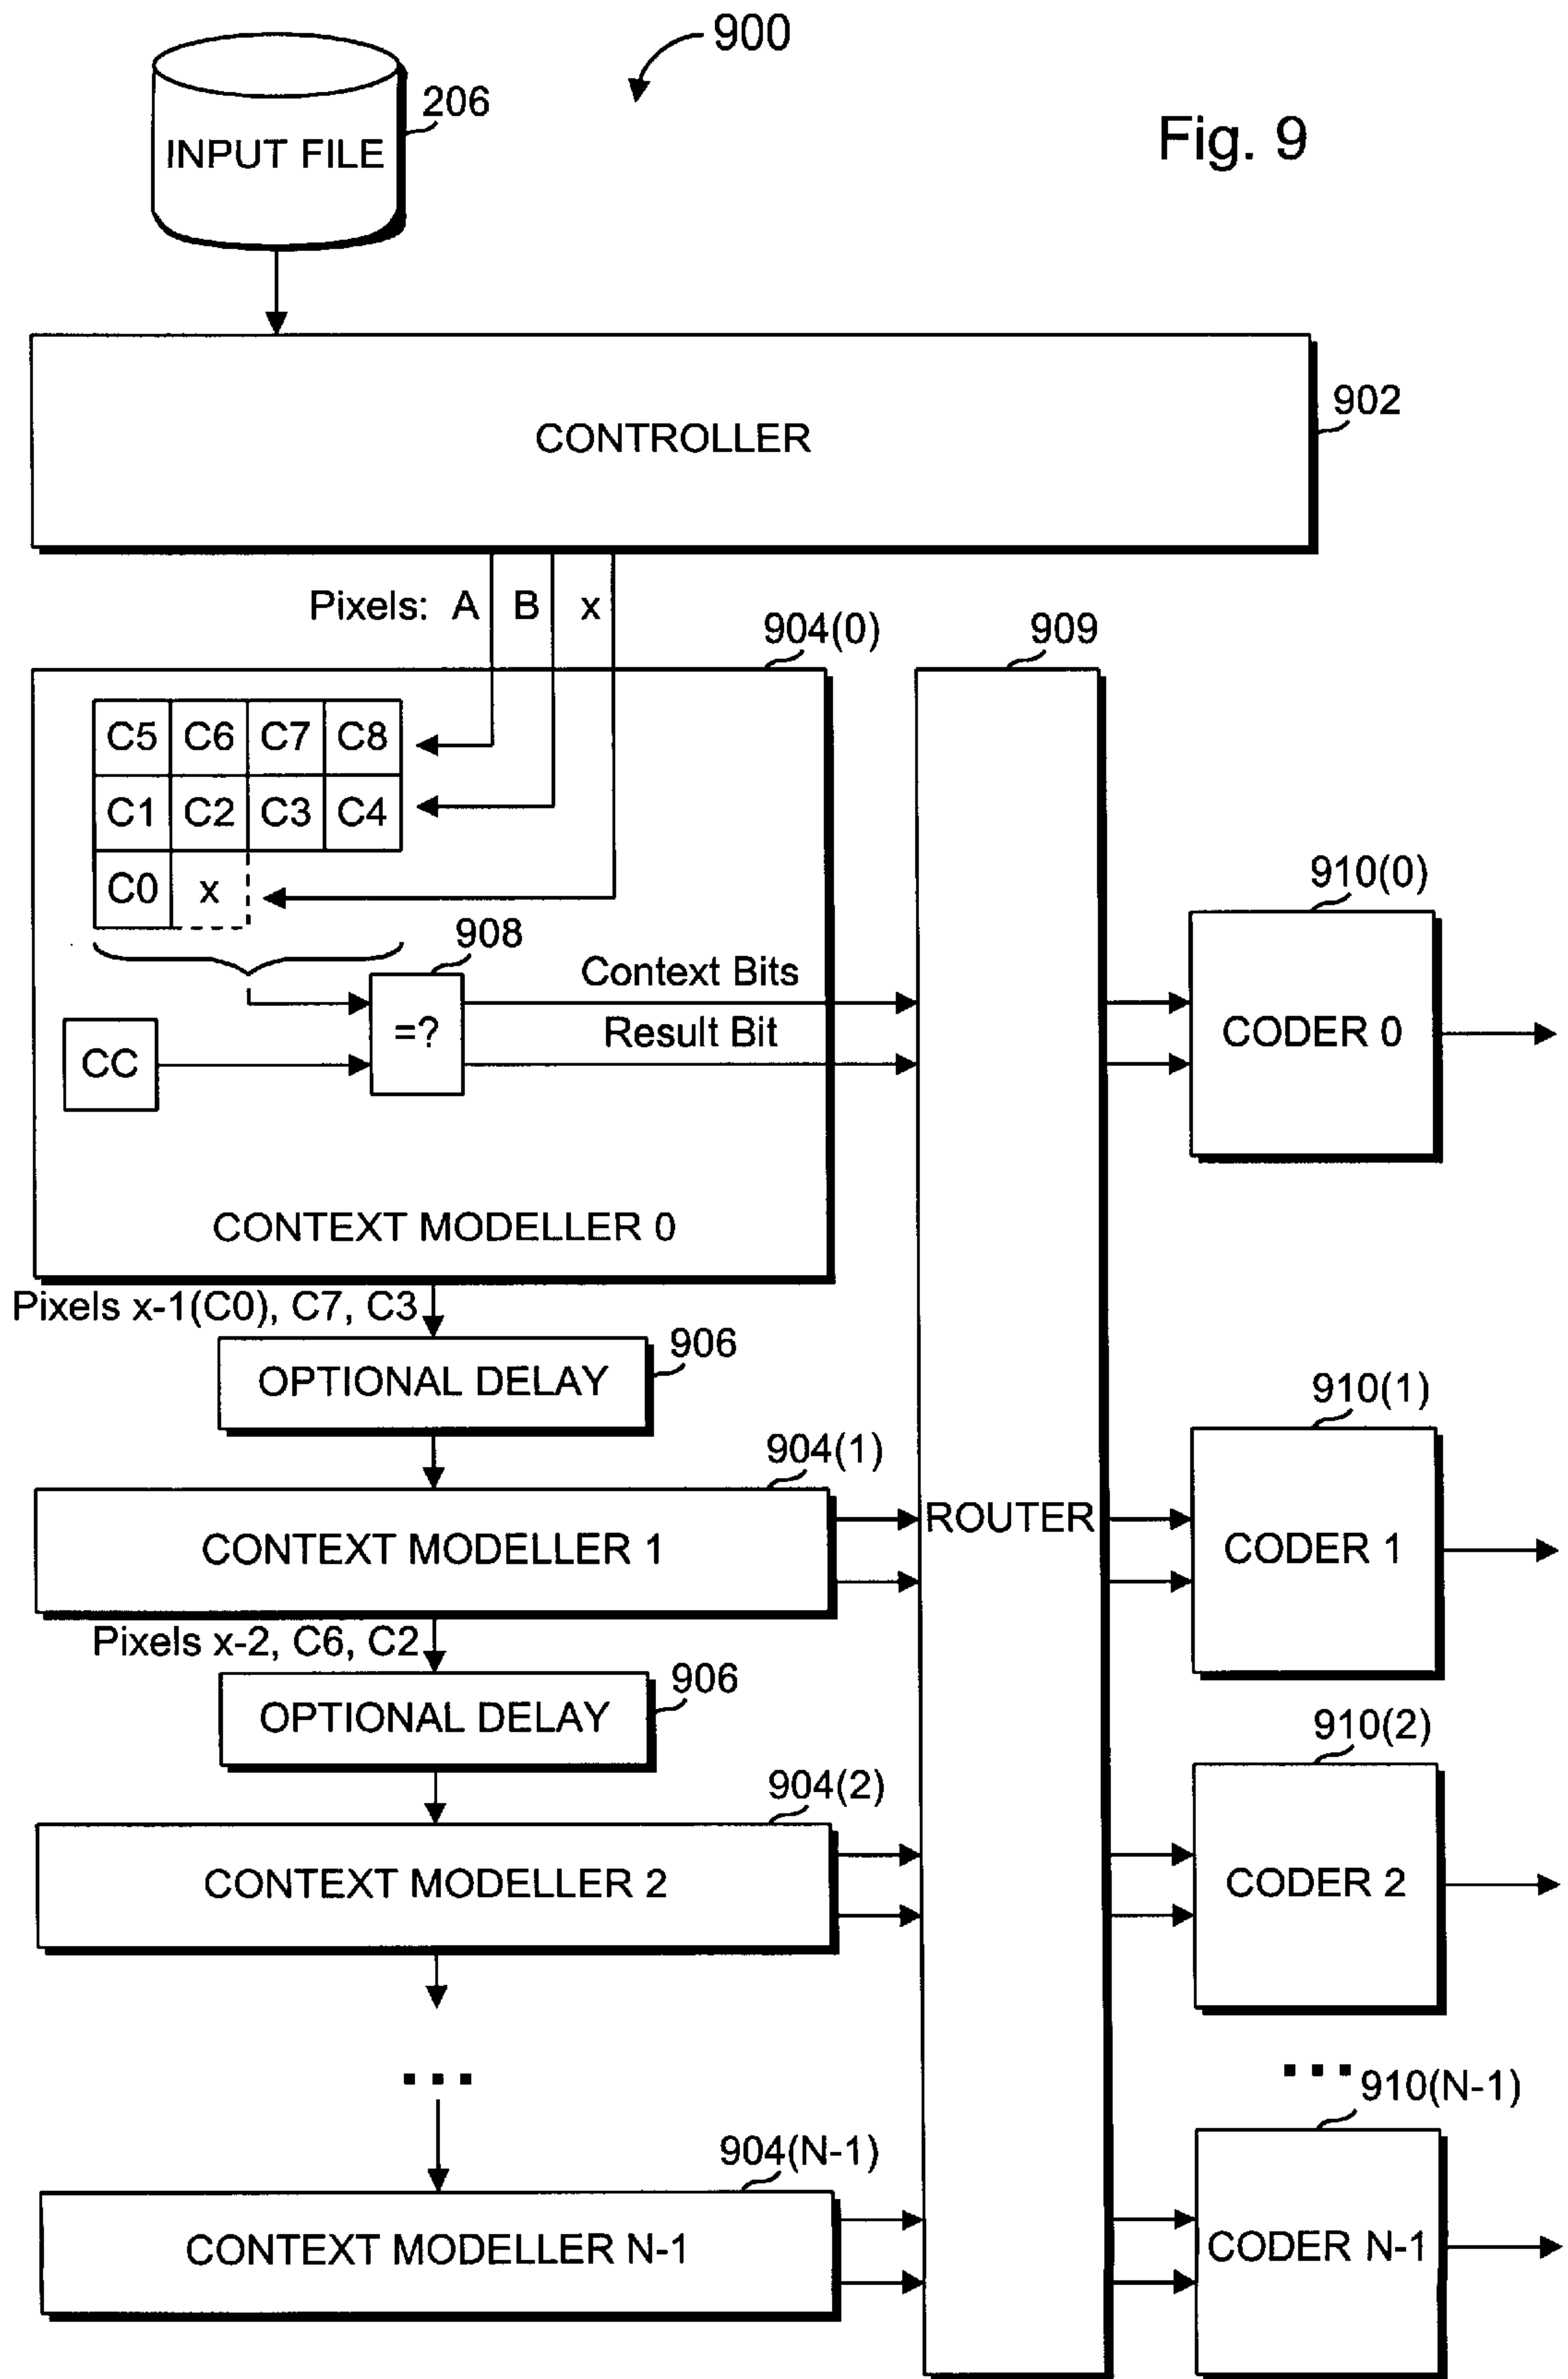 900
206
INPUT FILE
Fig. 9
902
CONTROLLER
Pixels: A B x
904(0)
909
C5 C6 C7 C8
C1 C2 C3 C4
C0 x
908
Context Bits
=?
Result Bit
CC
910(0)
CODER 0
CONTEXT MODELLER 0
Pixels x-1(C0), C7, C3
906
OPTIONAL DELAY
904(1)
910(1)
ROUTER
CONTEXT MODELLER 1
CODER 1
Pixels x-2, C6, C2
906
OPTIONAL DELAY
910(2)
904(2)
CONTEXT MODELLER 2
CODER 2
...
...
910(N-1)
904(N-1)
CONTEXT MODELLER N-1
CODER N-1